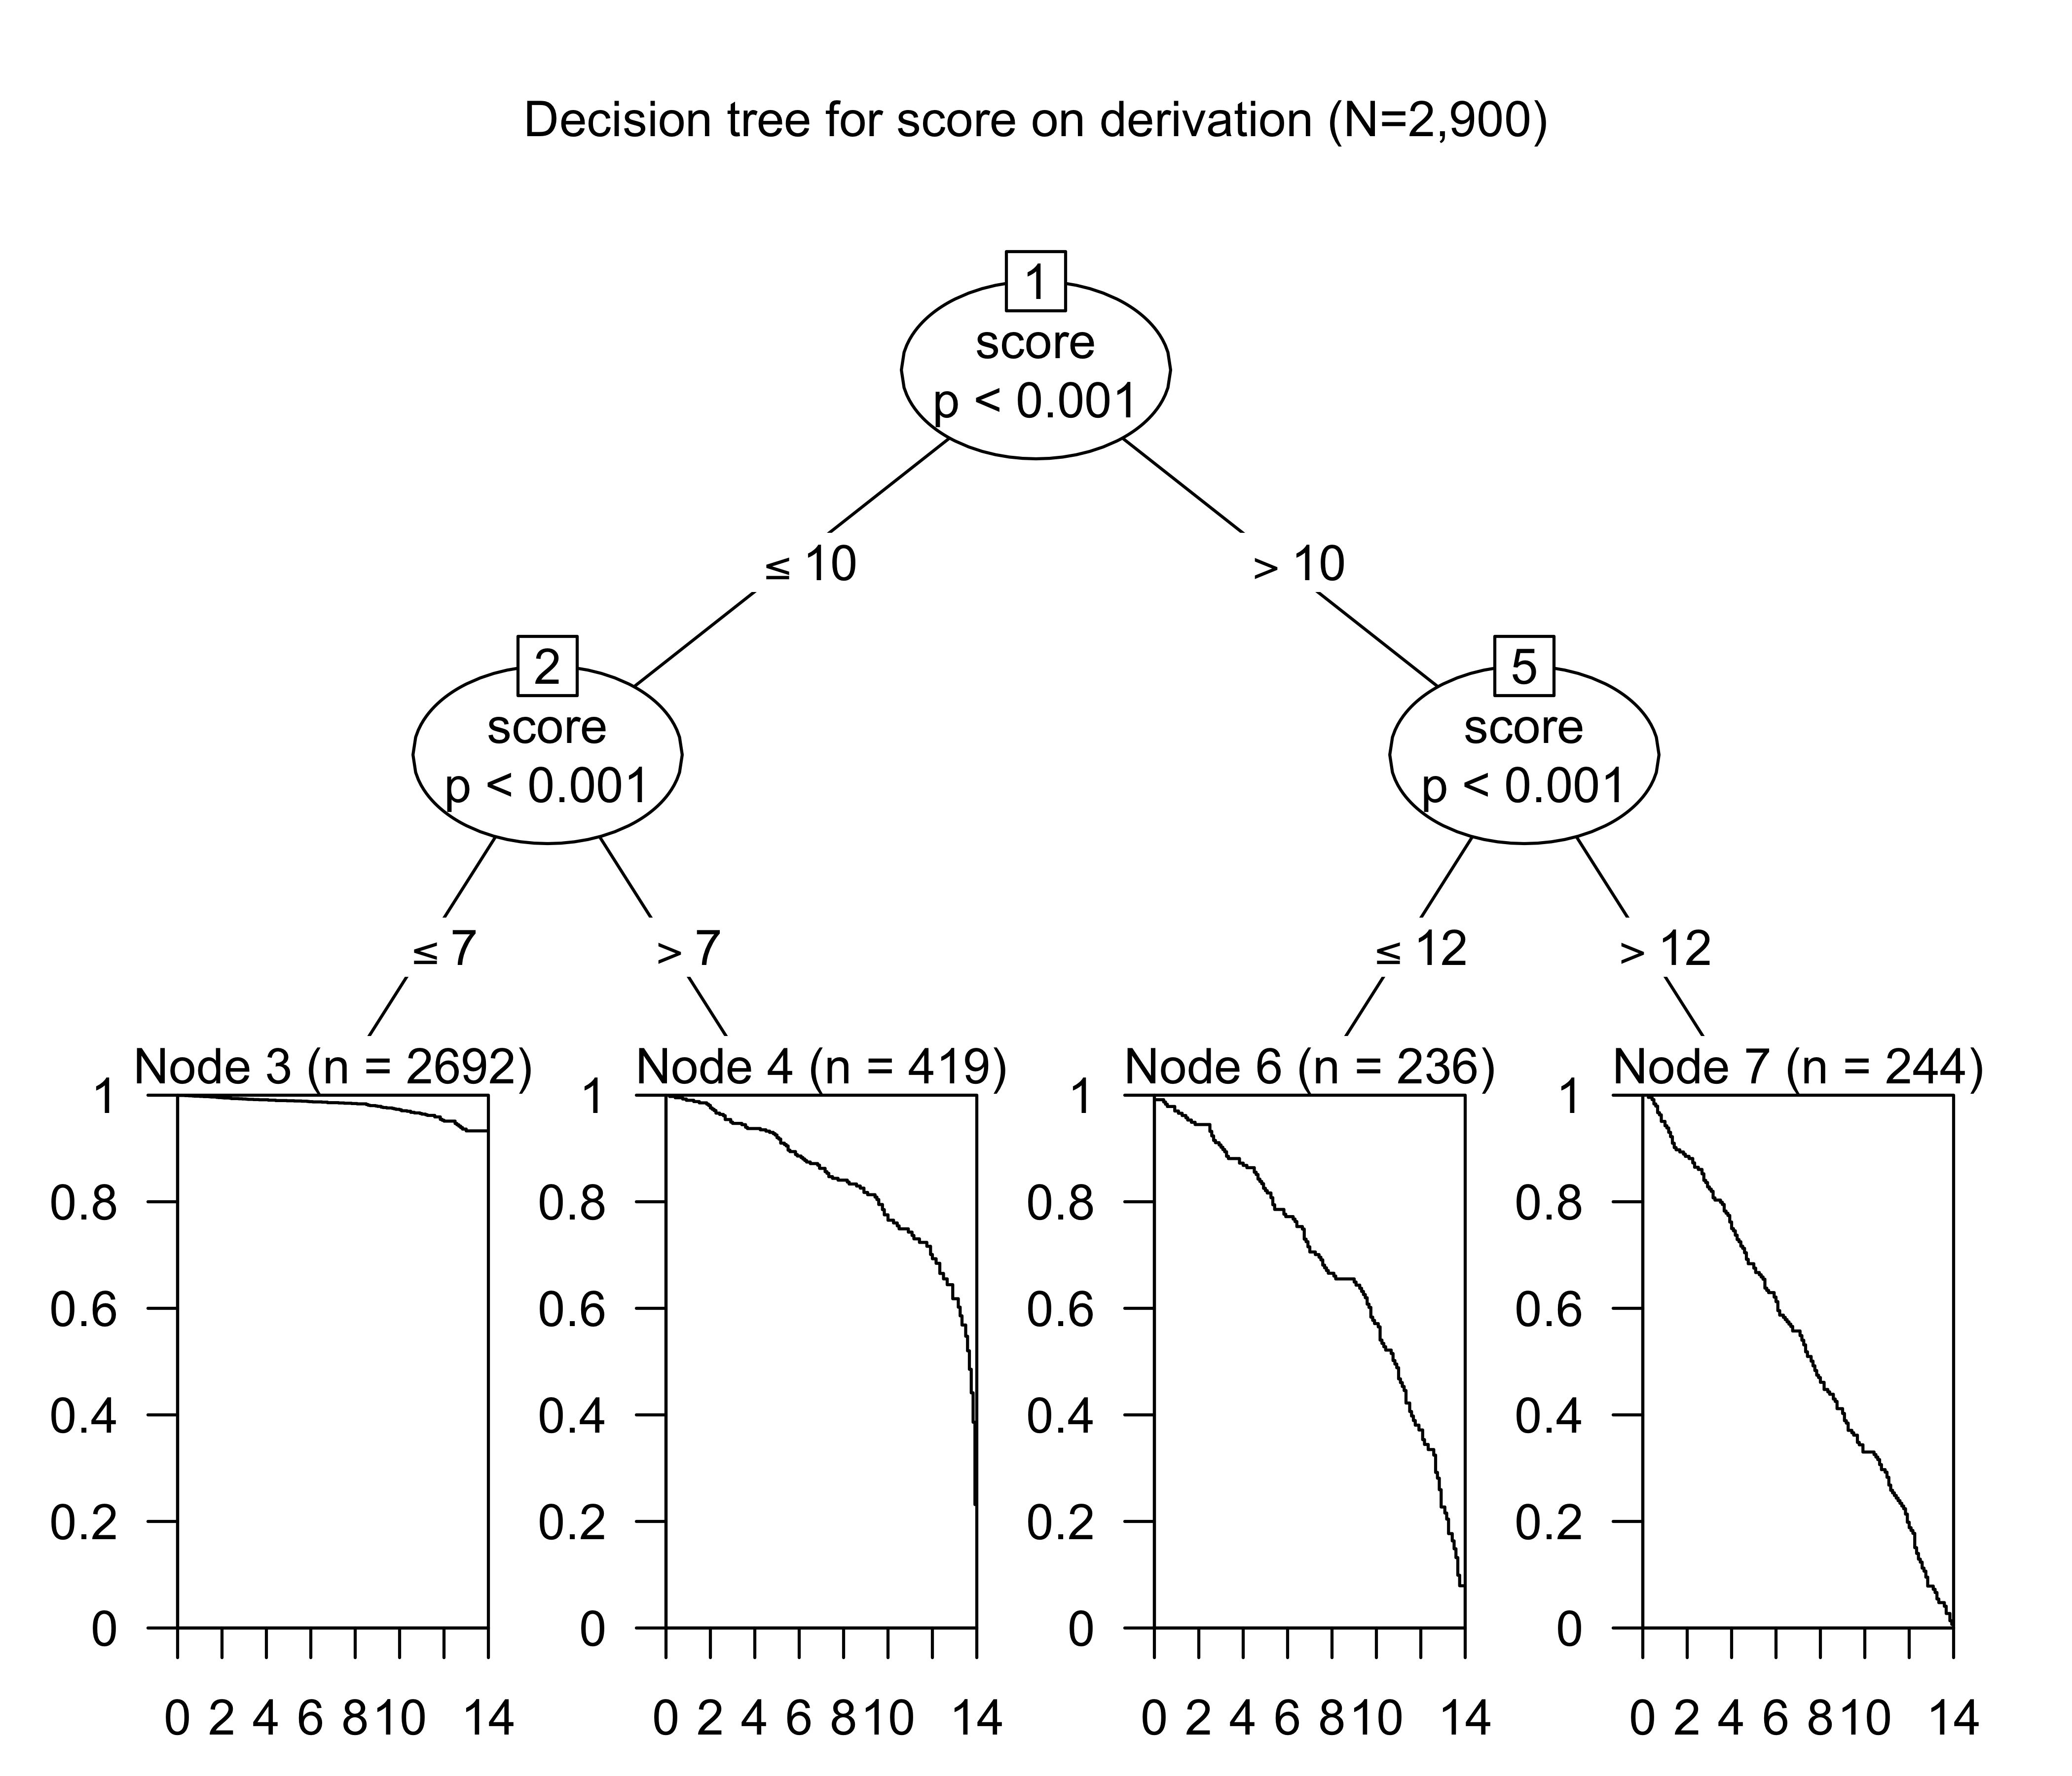 Decision tree for score on derivation (N=2,900)
1
score
p < 0.001
≤ 10
> 10
2
score
p < 0.001
5
score
p < 0.001
≤ 7
> 7
≤ 12
> 12
Node 3 (n = 2692)
1
0.8
0.6
0.4
0.2
0
0 2 4 6 8 10 14
Node 4 (n = 419)
1
0.8
0.6
0.4
0.2
0
0 2 4 6 8 10 14
Node 6 (n = 236)
1
0.8
0.6
0.4
0.2
0
0 2 4 6 8 10 14
Node 7 (n = 244)
1
0.8
0.6
0.4
0.2
0
0 2 4 6 8 10 14